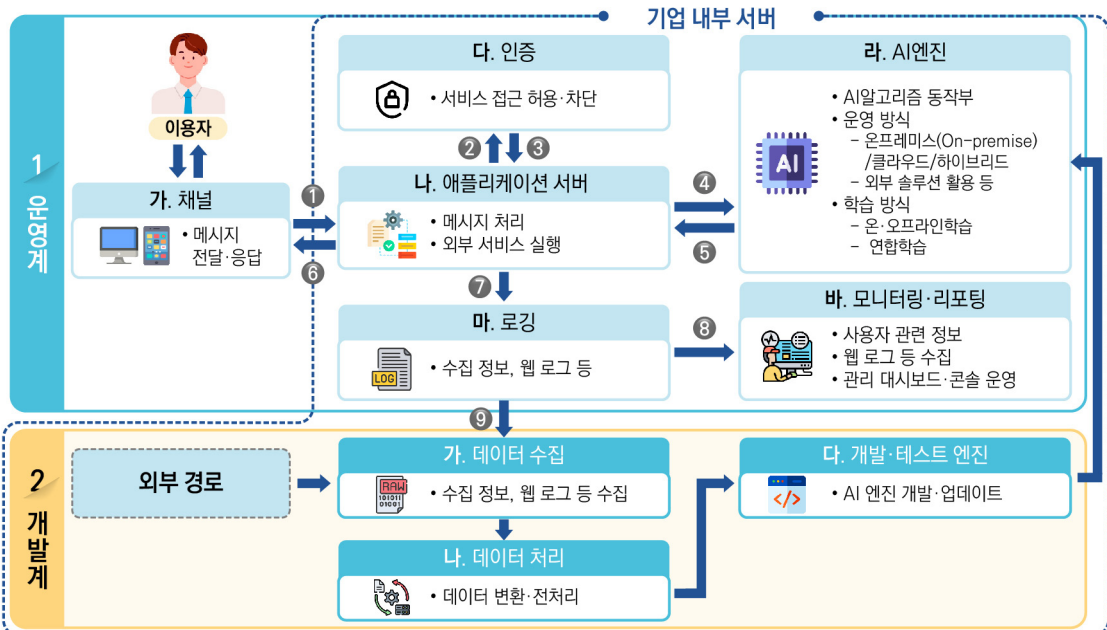 기업 내부 서버
1 운영계
이용자
가. 채널
• 메시지
전달·응답
❶
❻
다. 인증
• 서비스 접근 허용·차단
❷
❸
나. 애플리케이션 서버
• 메시지 처리
• 외부 서비스 실행
❹
❺
라. AI엔진
AI
• AI알고리즘 동작부
• 운영 방식
– 온프레미스(On-premise)
/클라우드/하이브리드
– 외부 솔루션 활용 등
• 학습 방식
– 온·오프라인학습
– 연합학습
❼
마. 로깅
LOG
• 수집 정보, 웹 로그 등
❽
바. 모니터링·리포팅
• 사용자 관련 정보
• 웹 로그 등 수집
• 관리 대시보드·콘솔 운영
❾
2 개발계
외부 경로
가. 데이터 수집
RAW
101011
01001
• 수집 정보, 웹 로그 등 수집
나. 데이터 처리
• 데이터 변환·전처리
다. 개발·테스트 엔진
</>
• AI 엔진 개발·업데이트